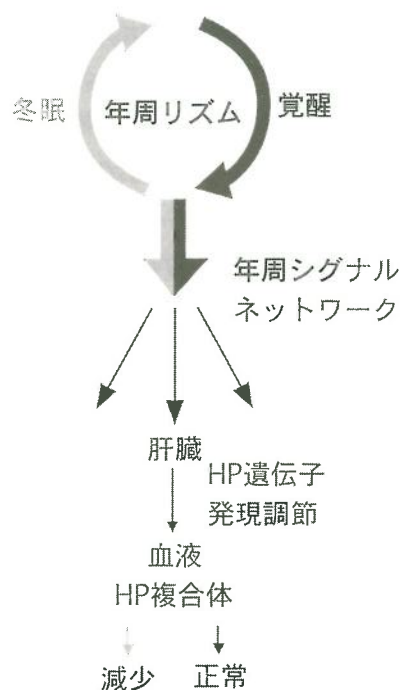 冬眠
年周リズム
覚醒
年周シグナル
ネットワーク
肝臓
HP遺伝子
発現調節
血液
HP複合体
減少
正常